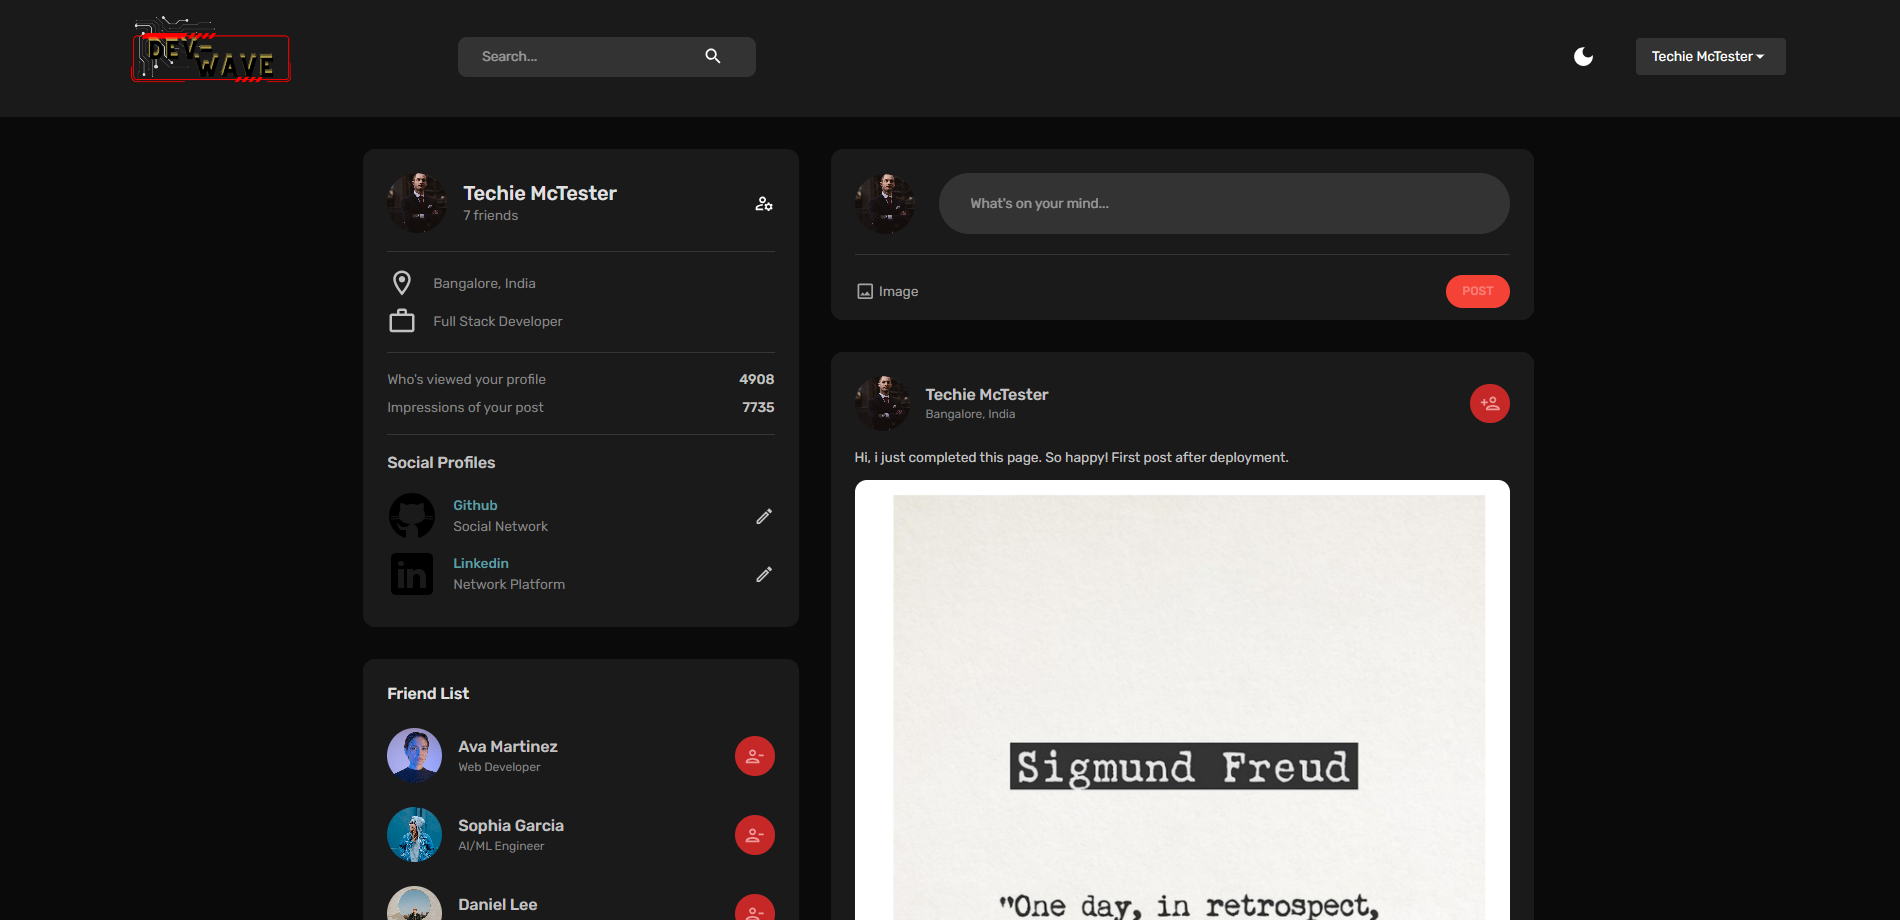 DEV-
WAVE
Search...
Techie McTester
Techie McTester
7 friends
Bangalore, India
Full Stack Developer
Who's viewed your profile 4908
Impressions of your post 7735
Social Profiles
Github
Social Network
Linkedin
Network Platform
Friend List
Ava Martinez
Web Developer
Sophia Garcia
AI/ML Engineer
Daniel Lee
What's on your mind...
Image
POST
Techie McTester
Bangalore, India
Hi, i just completed this page. So happy! First post after deployment.
Sigmund Freud
"One day, in retrospect,